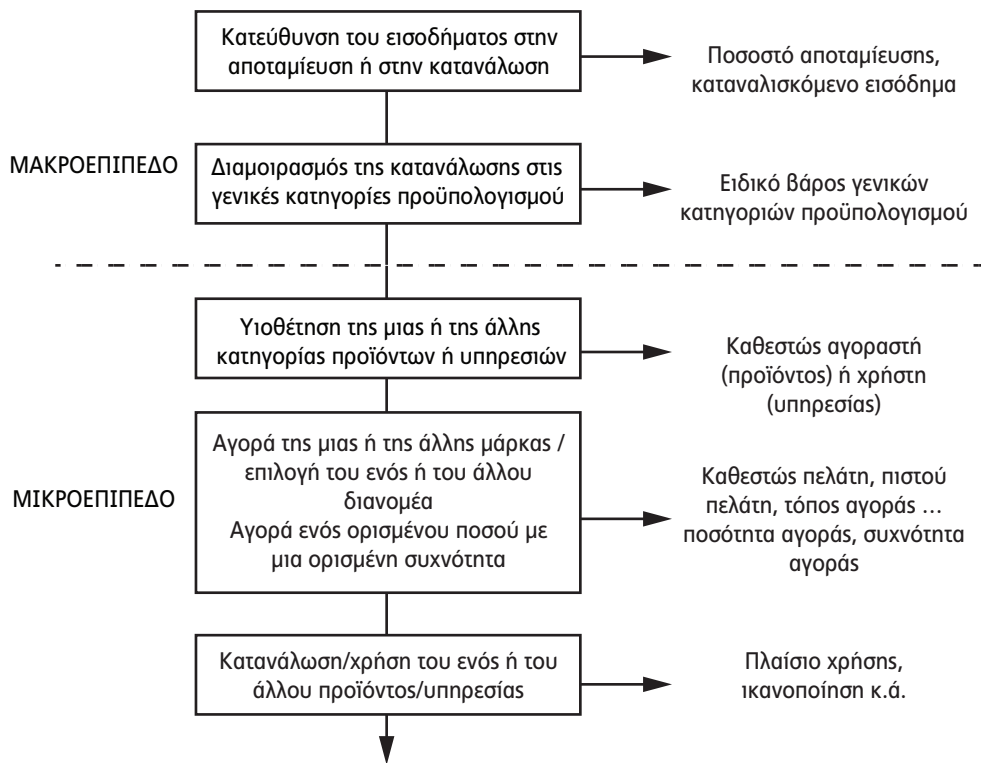 Κατεύθυνση του εισοδήματος στην
αποταμίευση ή στην κατανάλωση
Ποσοστό αποταμίευσης,
καταναλισκόμενο εισόδημα
ΜΑΚΡΟΕΠΙΠΕΔΟ
Διαμοιρασμός της κατανάλωσης στις
γενικές κατηγορίες προϋπολογισμού
Ειδικό βάρος γενικών
κατηγοριών προϋπολογισμού
Υιοθέτηση της μιας ή της άλλης
κατηγορίας προϊόντων ή υπηρεσιών
Καθεστώς αγοραστή
(προϊόντος) ή χρήστη
(υπηρεσίας)
ΜΙΚΡΟΕΠΙΠΕΔΟ
Αγορά της μιας ή της άλλης μάρκας /
επιλογή του ενός ή του άλλου
διανομέα
Αγορά ενός ορισμένου ποσού με
μια ορισμένη συχνότητα
Καθεστώς πελάτη, πιστού
πελάτη, τόπος αγοράς ...
ποσότητα αγοράς, συχνότητα
αγοράς
Κατανάλωση/χρήση του ενός ή του
άλλου προϊόντος/υπηρεσίας
Πλαίσιο χρήσης,
ικανοποίηση κ.ά.